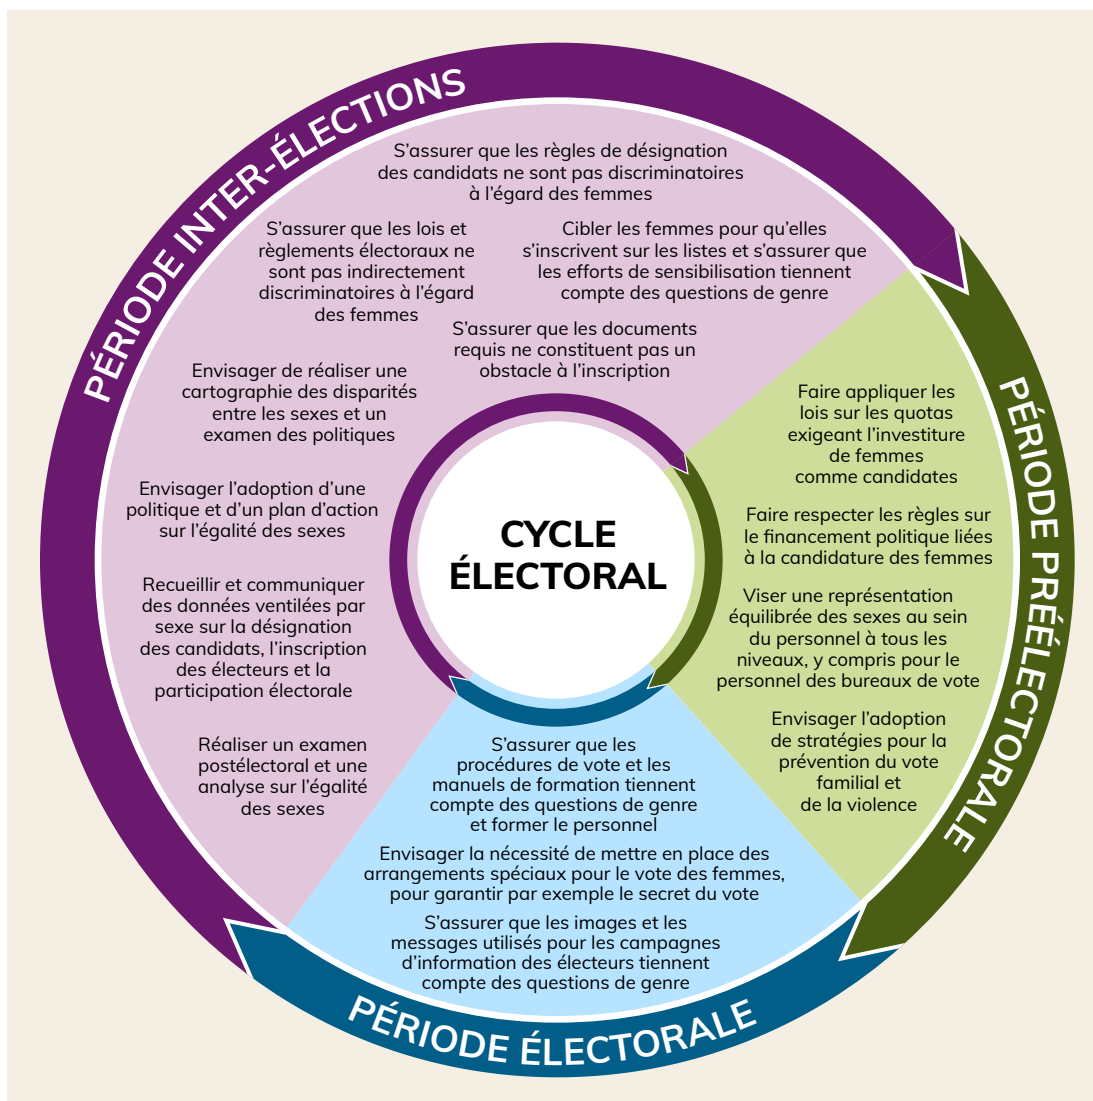 PÉRIODE INTER-ÉLECTIONS
S’assurer que les règles de désignation
des candidats ne sont pas discriminatoires
à l’égard des femmes
S’assurer que les lois et
règlements électoraux ne
sont pas indirectement
discriminatoires à l’égard
des femmes
Cibler les femmes pour qu’elles
s’inscrivent sur les listes et s’assurer que
les efforts de sensibilisation tiennent
compte des questions de genre
S’assurer que les documents
requis ne constituent pas un
obstacle à l’inscription
Envisager de réaliser une
cartographie des disparités
entre les sexes et un
examen des politiques
Envisager l’adoption d’une
politique et d’un plan d’action
sur l’égalité des sexes
Recueillir et communiquer
des données ventilées par
sexe sur la désignation
des candidats, l’inscription
des électeurs et la
participation électorale
Réaliser un examen
postélectoral et une
analyse sur l’égalité
des sexes
CYCLE
ÉLECTORAL
PÉRIODE PRÉÉLECTORALE
Faire appliquer les
lois sur les quotas
exigeant l’investiture
de femmes
comme candidates
Faire respecter les règles sur
le financement politique liées
à la candidature des femmes
Viser une représentation
équilibrée des sexes au sein
du personnel à tous les
niveaux, y compris pour le
personnel des bureaux de vote
Envisager l’adoption
de stratégies pour la
prévention du vote
familial et
de la violence
S’assurer que les
procédures de vote et les
manuels de formation tiennent
compte des questions de genre
et former le personnel
Envisager la nécessité de mettre en place des
arrangements spéciaux pour le vote des femmes,
pour garantir par exemple le secret du vote
S’assurer que les images et les
messages utilisés pour les campagnes
d’information des électeurs tiennent
compte des questions de genre
PÉRIODE ÉLECTORALE